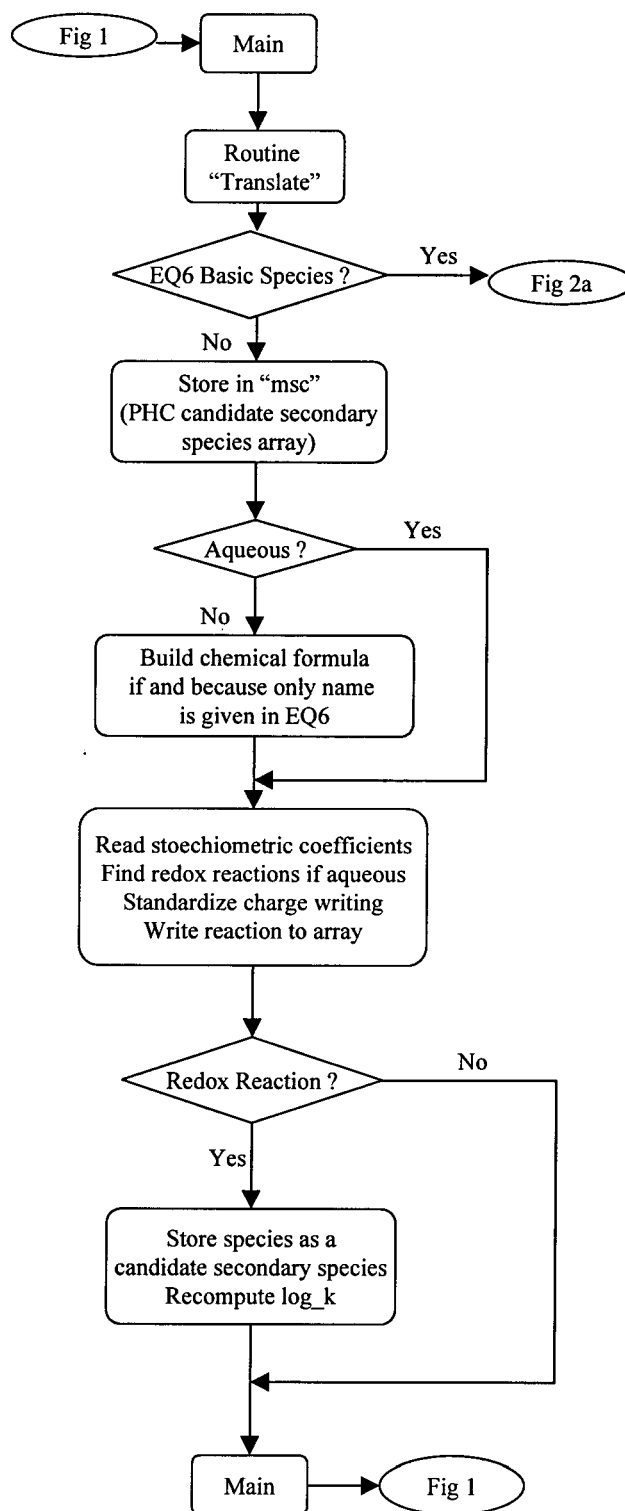 Fig 1
Main
Routine
“Translate”
EQ6 Basic Species ?
Yes
Fig 2a
No
Store in “msc”
(PHC candidate secondary
species array)
Aqueous ?
Yes
No
Build chemical formula
if and because only name
is given in EQ6
Read stoechiometric coefficients
Find redox reactions if aqueous
Standardize charge writing
Write reaction to array
Redox Reaction ?
No
Yes
Store species as a
candidate secondary species
Recompute log_k
Main
Fig 1